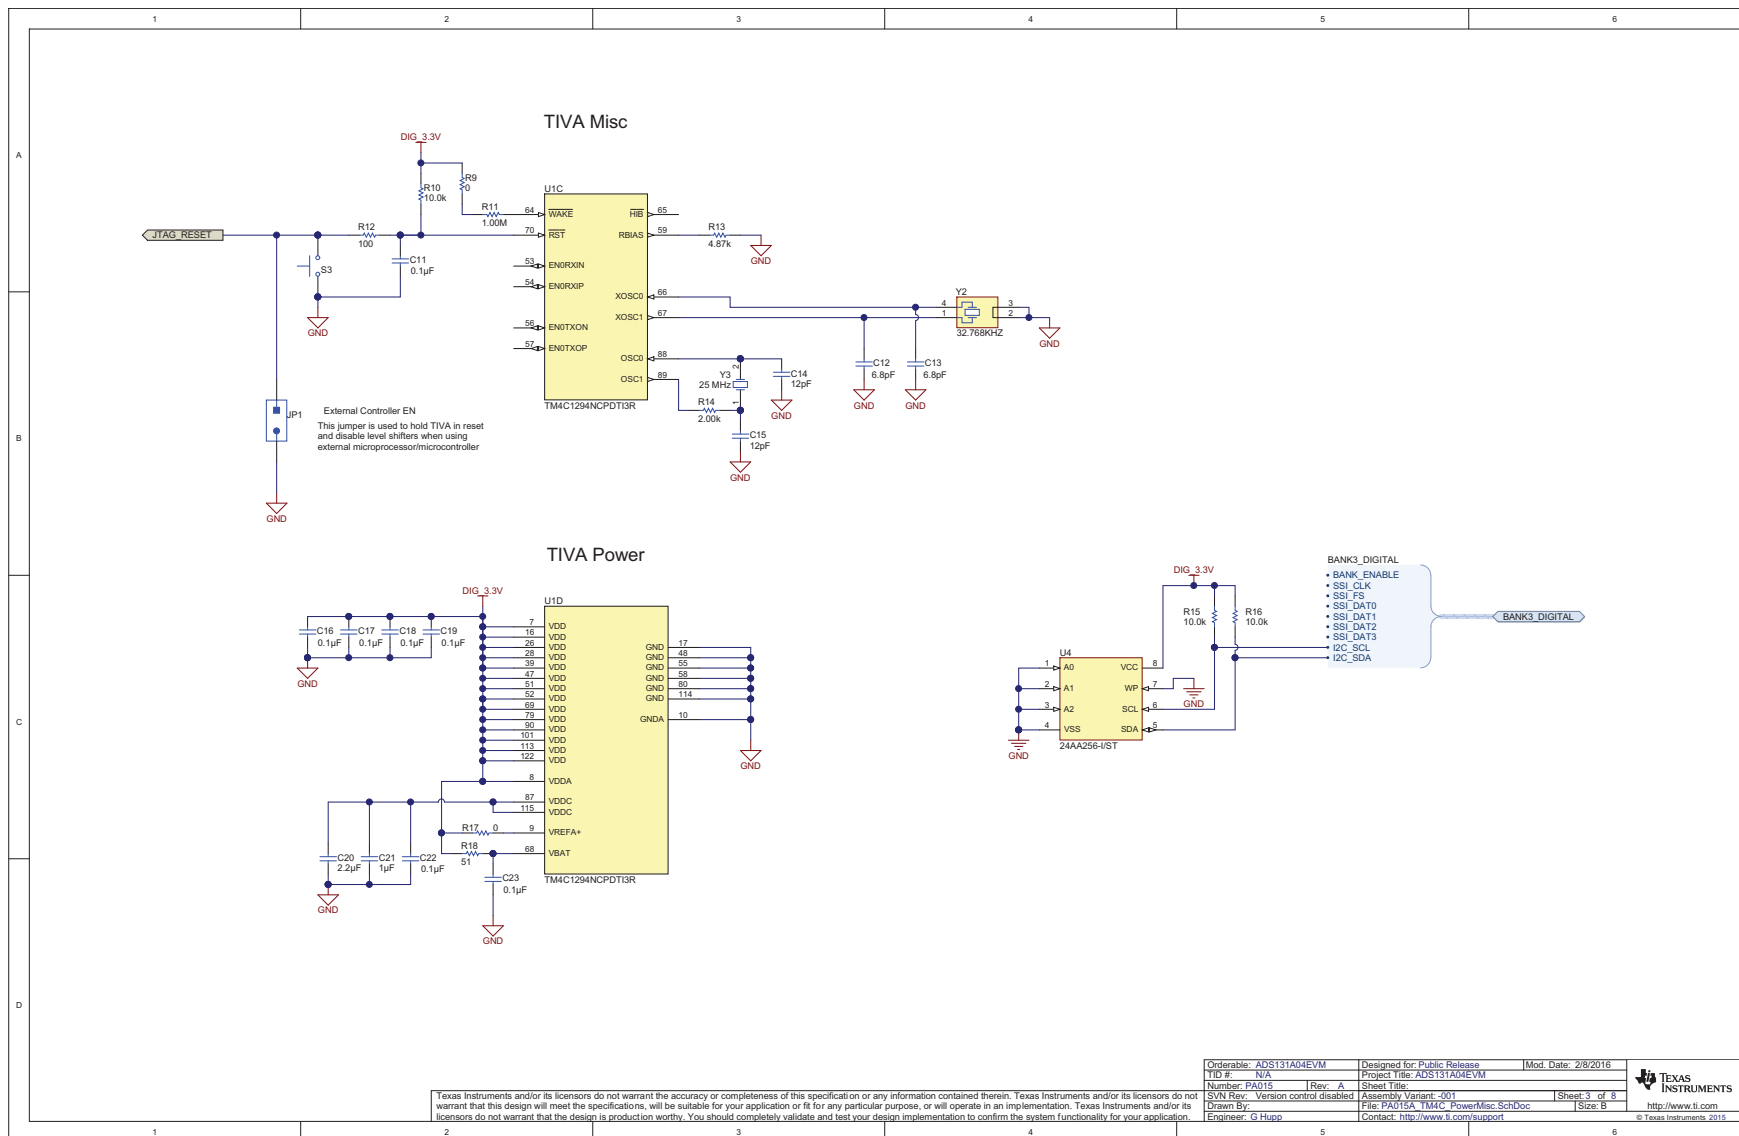 1 2 3 4 5 6
A
B
C
D
TIVA Misc
DIG_3.3V
R10
10.0k
R9
0
R11
1.00M
JTAG_RESET
R12
100
S3
C11
0.1µF
GND
JP1
External Controller EN
This jumper is used to hold TIVA in reset
and disable level shifters when using
external microprocessor/microcontroller
GND
U1C
64 WAKE
70 RST
53 EN0RXIN
54 EN0RXIP
56 EN0TXON
57 EN0TXOP
HIB 65
RBIAS 59
XOSC0 66
XOSC1 67
OSC0 88
OSC1 89
TM4C1294NCPDTI3R
R13
4.87k
GND
Y2
4 3
1 2
32.768KHZ
GND
C12
6.8pF
GND
C13
6.8pF
GND
Y3
25 MHz
2
1
C14
12pF
GND
R14
2.00k
C15
12pF
GND
TIVA Power
DIG_3.3V
C16
0.1µF
C17
0.1µF
C18
0.1µF
C19
0.1µF
GND
U1D
7 VDD
16 VDD
26 VDD
28 VDD
39 VDD
47 VDD
51 VDD
52 VDD
69 VDD
79 VDD
90 VDD
101 VDD
113 VDD
122 VDD
8 VDDA
87 VDDC
115 VDDC
9 VREFA+
68 VBAT
GND 17
GND 48
GND 55
GND 58
GND 80
GND 114
GNDA 10
GND
TM4C1294NCPDTI3R
R17 0
R18
51
C20
2.2µF
C21
1µF
C22
0.1µF
GND
C23
0.1µF
GND
DIG_3.3V
R15
10.0k
R16
10.0k
U4
1 A0
2 A1
3 A2
4 VSS
VCC 8
WP 7
SCL 6
SDA 5
24AA256-I/ST
GND
GND
BANK3_DIGITAL
BANK_ENABLE
SSI_CLK
SSI_FS
SSI_DAT0
SSI_DAT1
SSI_DAT2
SSI_DAT3
I2C_SCL
I2C_SDA
BANK3_DIGITAL
Texas Instruments and/or its licensors do not warrant the accuracy or completeness of this specification or any information contained therein. Texas Instruments and/or its licensors do not
warrant that this design will meet the specifications, will be suitable for your application or fit for any particular purpose, or will operate in an implementation. Texas Instruments and/or its
licensors do not warrant that the design is production worthy. You should completely validate and test your design implementation to confirm the system functionality for your application.
Orderable: ADS131A04EVM Designed for: Public Release Mod. Date: 2/8/2016
TID #: N/A Project Title: ADS131A04EVM
Number: PA015 Rev: A Sheet Title:
SVN Rev: Version control disabled Assembly Variant: -001 Sheet: 3 of 8
Drawn By: File: PA015A_TM4C_PowerMisc.SchDoc Size: B
Engineer: G Hupp Contact: http://www.ti.com/support
TEXAS
INSTRUMENTS
http://www.ti.com
© Texas Instruments 2015
1 2 3 4 5 6